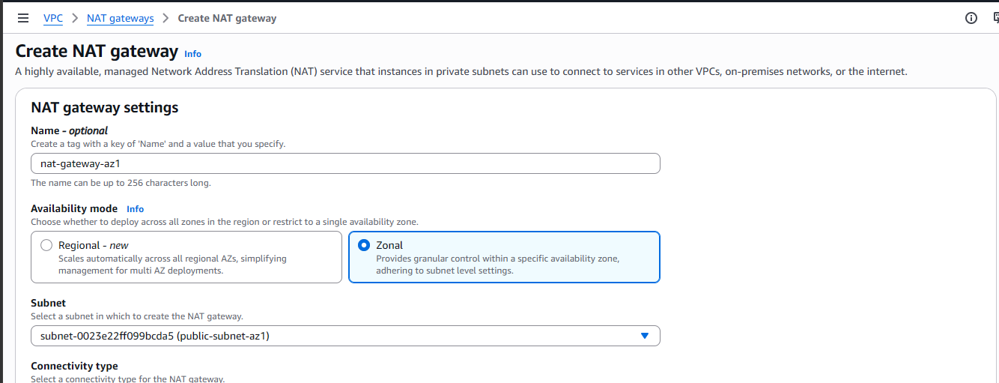 VPC > NAT gateways > Create NAT gateway
Create NAT gateway Info
A highly available, managed Network Address Translation (NAT) service that instances in private subnets can use to connect to services in other VPCs, on-premises networks, or the internet.
NAT gateway settings
Name - optional
Create a tag with a key of 'Name' and a value that you specify.
nat-gateway-az1
The name can be up to 256 characters long.
Availability mode Info
Choose whether to deploy across all zones in the region or restrict to a single availability zone.
Regional - new
Scales automatically across all regional AZs, simplifying
management for multi AZ deployments.
Zonal
Provides granular control within a specific availability zone,
adhering to subnet level settings.
Subnet
Select a subnet in which to create the NAT gateway.
subnet-0023e22ff099bcda5 (public-subnet-az1)
Connectivity type
Select a connectivity type for the NAT gateway.